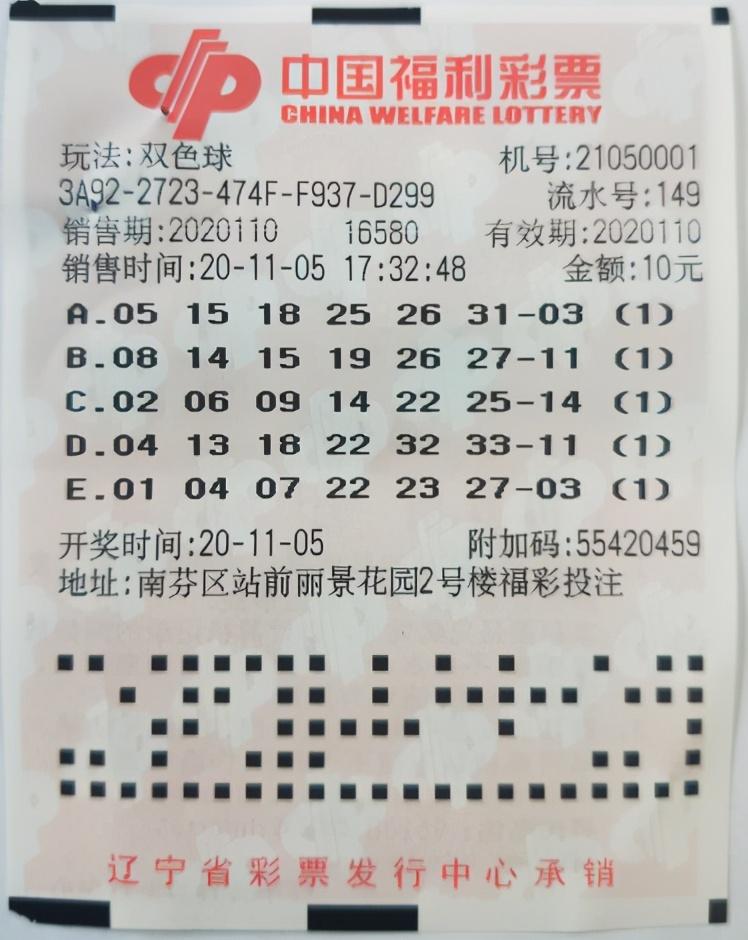 中国福利彩票
CHINA WELFARE LOTTERY
玩法:双色球 机号:21050001
3A92-2723-474F-F937-D299 流水号:149
销售期:2020110 16580 有效期:2020110
销售时间:20-11-05 17:32:48 金额:10元
A.05 15 18 25 26 31-03 (1)
B.08 14 15 19 26 27-11 (1)
C.02 06 09 14 22 25-14 (1)
D.04 13 18 22 32 33-11 (1)
E.01 04 07 22 23 27-03 (1)
开奖时间:20-11-05 附加码:55420459
地址:南芬区站前丽景花园2号楼福彩投注
辽宁省彩票发行中心承销